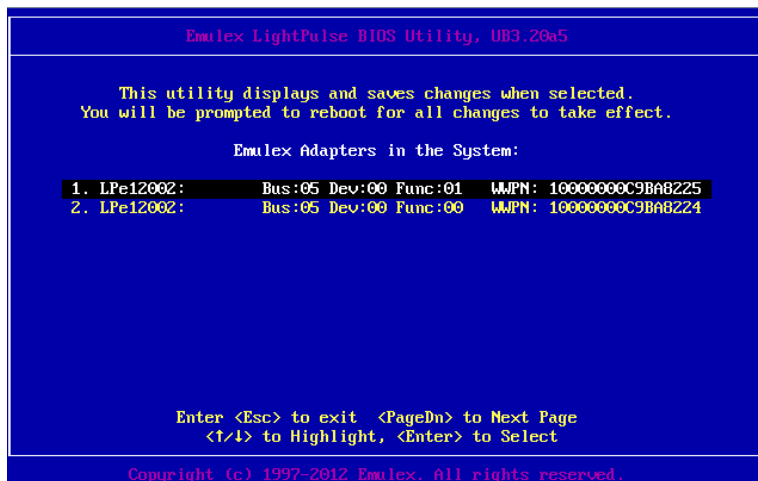 Emulex LightPulse BIOS Utility, UB3.20a5
This utility displays and saves changes when selected.
You will be prompted to reboot for all changes to take effect.
Emulex Adapters in the System:
1. LPe12002: Bus:05 Dev:00 Func:01 WWPN: 10000000C9BA8225
2. LPe12002: Bus:05 Dev:00 Func:00 WWPN: 10000000C9BA8224
Enter <Esc> to exit <PageDn> to Next Page
<↑/↓> to Highlight, <Enter> to Select
Copyright (c) 1997-2012 Emulex. All rights reserved.